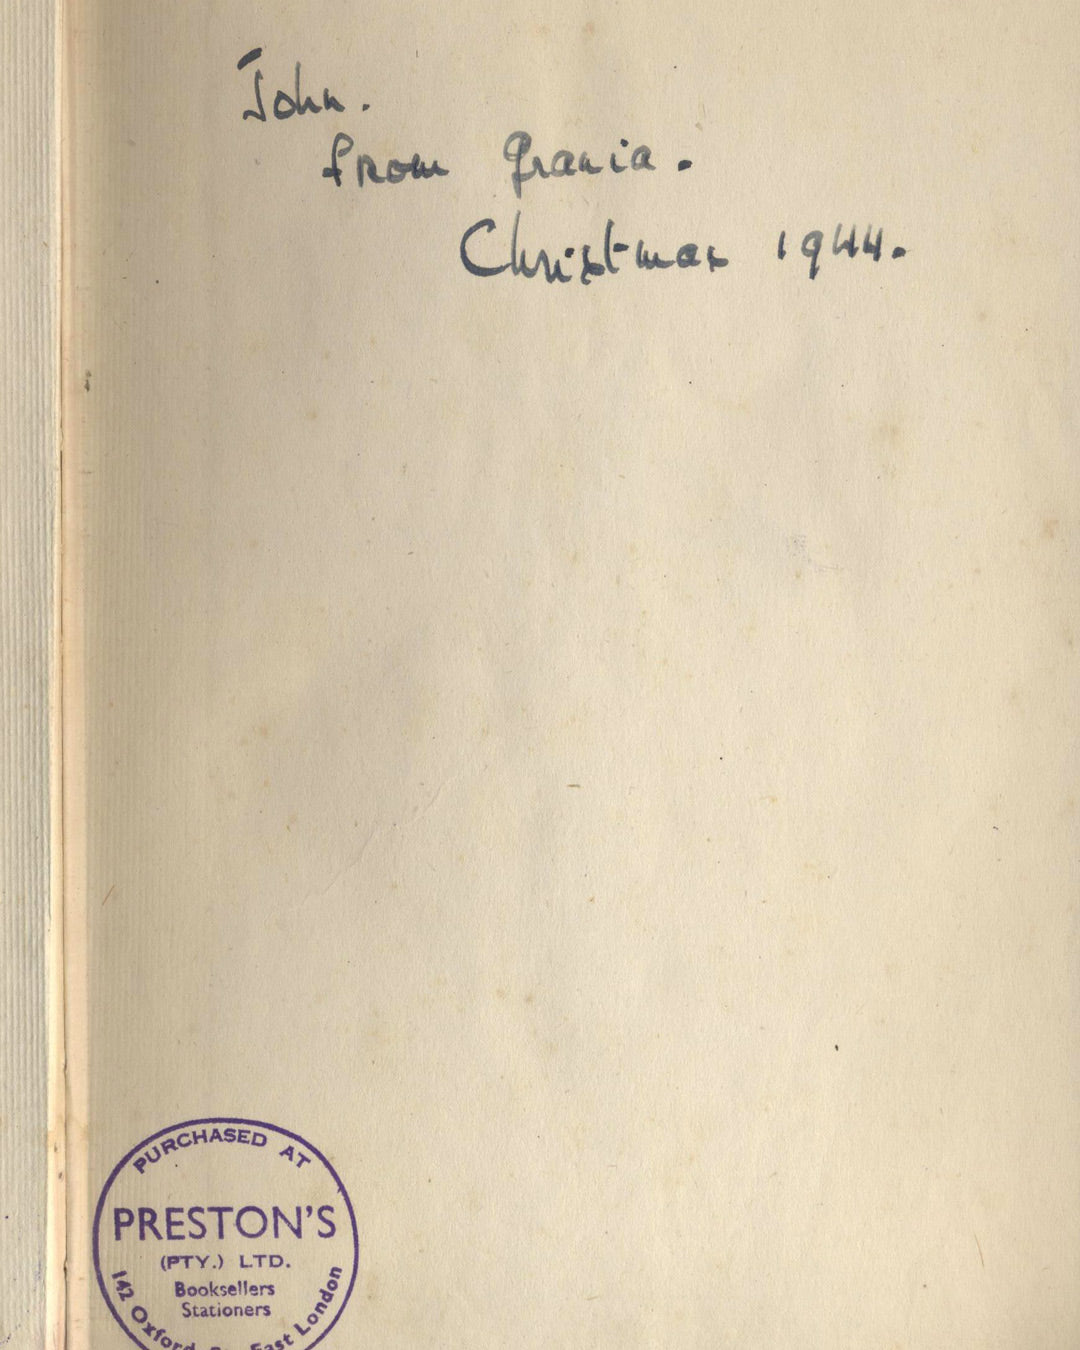 John.
from Grania.
Christmas 1944.
PURCHASED AT
PRESTON'S
(PTY.) LTD.
Booksellers
Stationers
142 Oxford East London